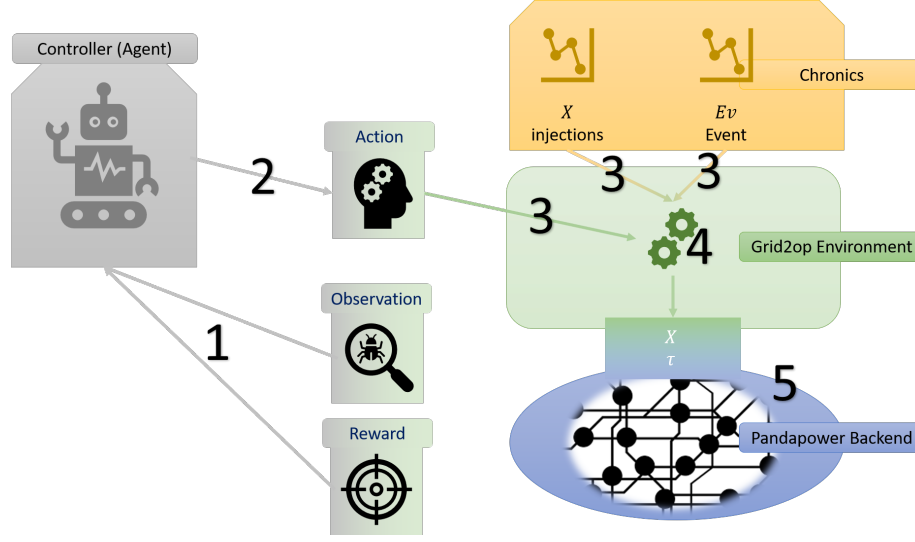 Controller (Agent)
Chronics
X
injections
Ev
Event
Action
2
3
3
3
4
Grid2op Environment
Observation
1
X
τ
5
Pandapower Backend
Reward